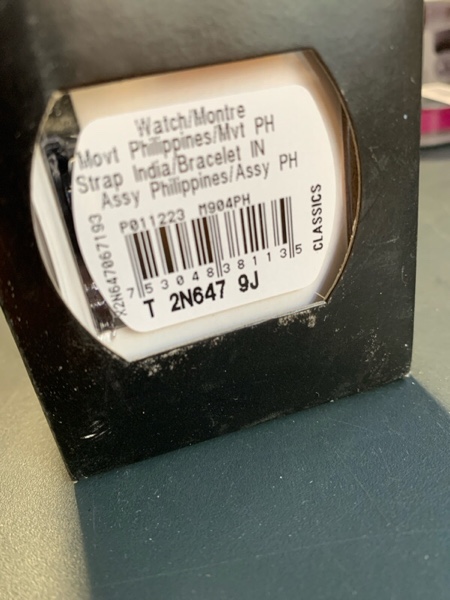 Watch/Montre
Movt Philippines/Mvt PH
Strap India/Bracelet IN
Assy Philippines/Assy PH
P011223 M904PH
X2N647067193
7 53048 38113 5
CLASSICS
T 2N647 9J